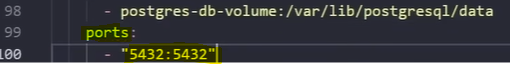 98 - postgres-db-volume:/var/lib/postgresql/data
99 ports:
100 - "5432:5432"